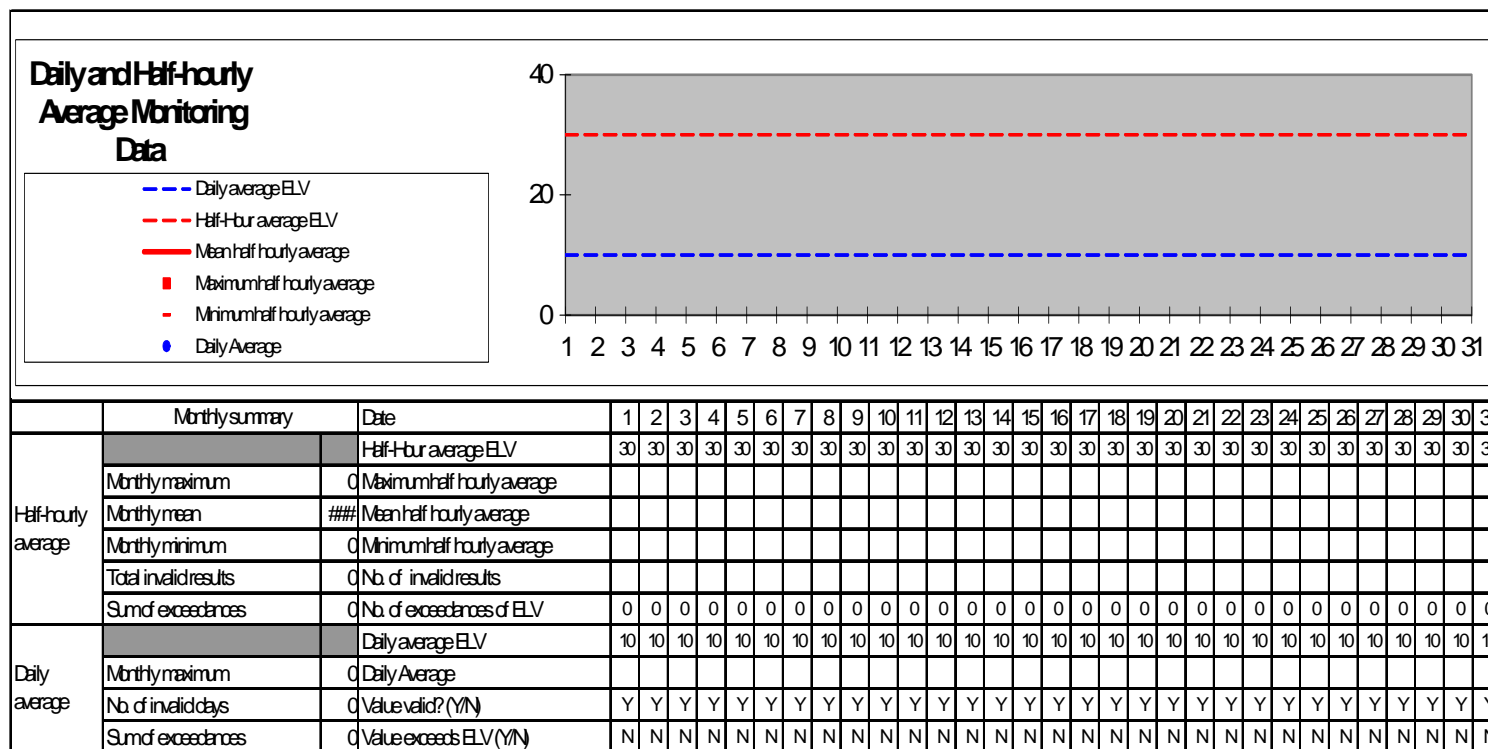 Daily and Half-hourly
Average Monitoring
Data
Daily average ELV
Half-Hour average ELV
Mean half hourly average
Maximum half hourly average
Minimum half hourly average
Daily Average
40
20
0
1 2 3 4 5 6 7 8 9 10 11 12 13 14 15 16 17 18 19 20 21 22 23 24 25 26 27 28 29 30 31
Monthly summary Date 1 2 3 4 5 6 7 8 9 10 11 12 13 14 15 16 17 18 19 20 21 22 23 24 25 26 27 28 29 30 3
Half-Hour average ELV 30 30 30 30 30 30 30 30 30 30 30 30 30 30 30 30 30 30 30 30 30 30 30 30 30 30 30 30 30 30 3
Monthly maximum 0 Maximum half hourly average
Half-hourly average
Monthly mean ### Mean half hourly average
Monthly minimum 0 Minimum half hourly average
Total invalid results 0 No. of invalid results
Sum of exceedances 0 No. of exceedances of ELV 0 0 0 0 0 0 0 0 0 0 0 0 0 0 0 0 0 0 0 0 0 0 0 0 0 0 0 0 0 0 0
Daily average ELV 10 10 10 10 10 10 10 10 10 10 10 10 10 10 10 10 10 10 10 10 10 10 10 10 10 10 10 10 10 10 1
Daily average
Monthly maximum 0 Daily Average
No. of invalid days 0 Value valid? (Y/N) Y Y Y Y Y Y Y Y Y Y Y Y Y Y Y Y Y Y Y Y Y Y Y Y Y Y Y Y Y Y Y
Sum of exceedances 0 Value exceeds ELV (Y/N) N N N N N N N N N N N N N N N N N N N N N N N N N N N N N N N